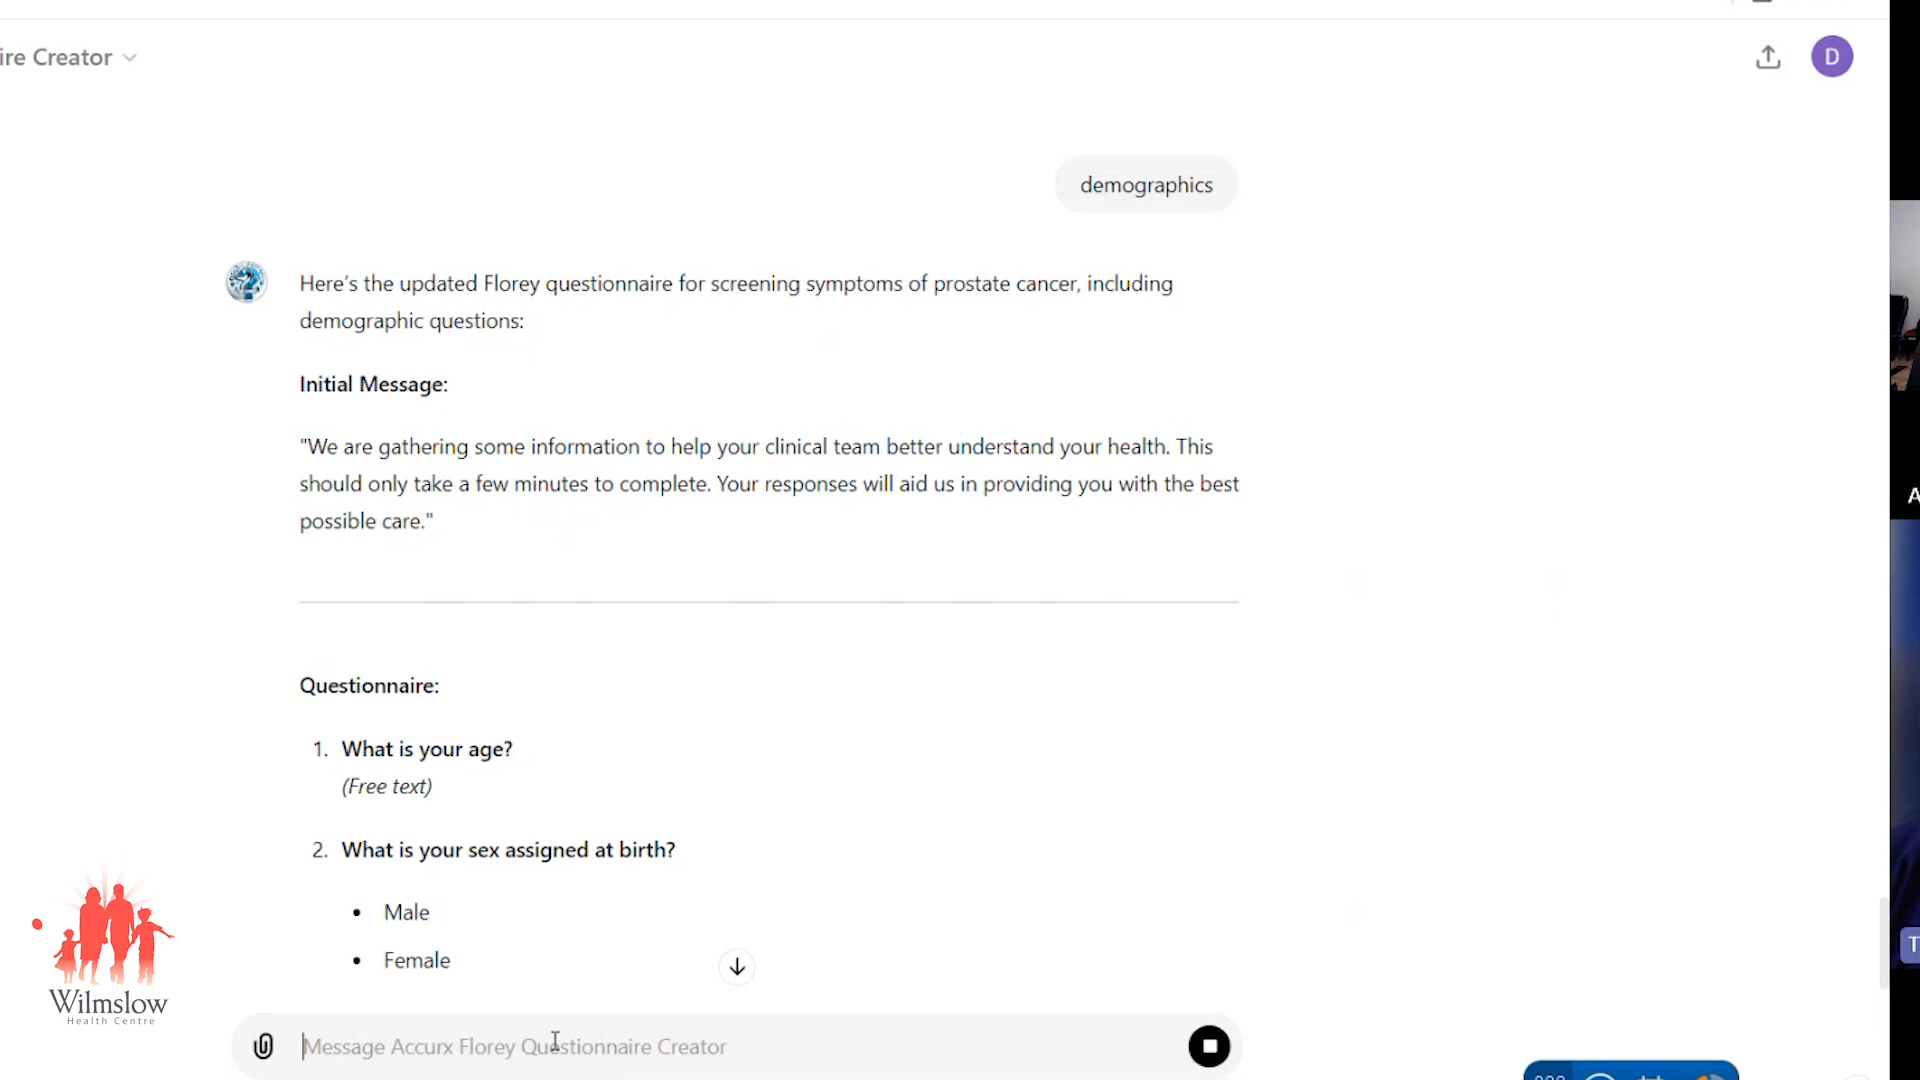 ire Creator
D
demographics
Here's the updated Florey questionnaire for screening symptoms of prostate cancer, including
demographic questions:
Initial Message:
"We are gathering some information to help your clinical team better understand your health. This
should only take a few minutes to complete. Your responses will aid us in providing you with the best
possible care."
A
Questionnaire:
1. What is your age?
(Free text)
2. What is your sex assigned at birth?
• Male
• Female
T
Wilmslow
Health Centre
Message Accurx Florey Questionnaire Creator